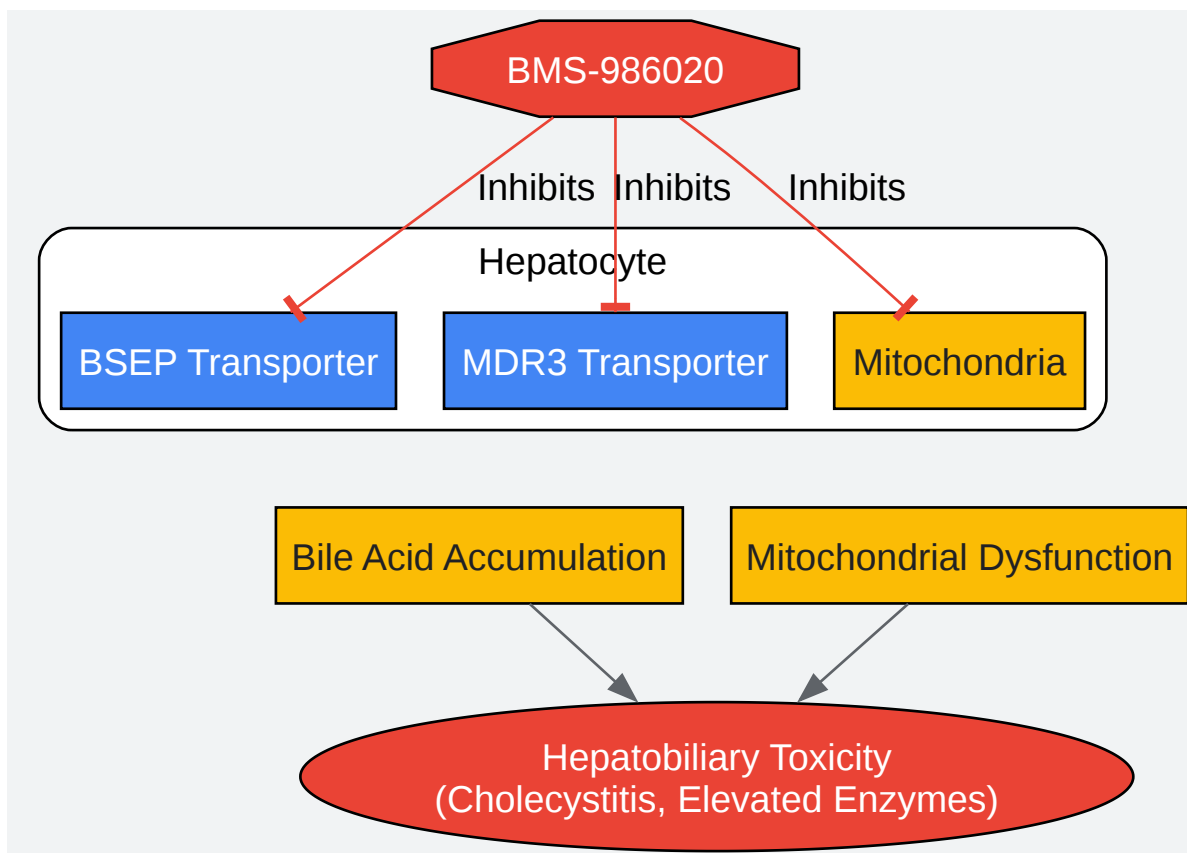 BMS-986020
Inhibits
Inhibits
Inhibits
Hepatocyte
BSEP Transporter
MDR3 Transporter
Mitochondria
Bile Acid Accumulation
Mitochondrial Dysfunction
Hepatobiliary Toxicity
(Cholecystitis, Elevated Enzymes)